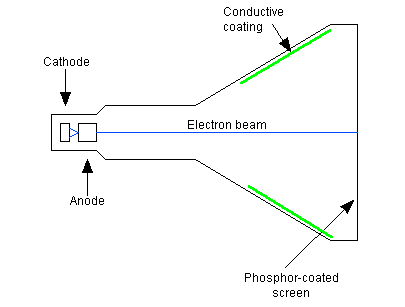 Conductive
coating
Cathode
Electron beam
Anode
Phosphor-coated
screen